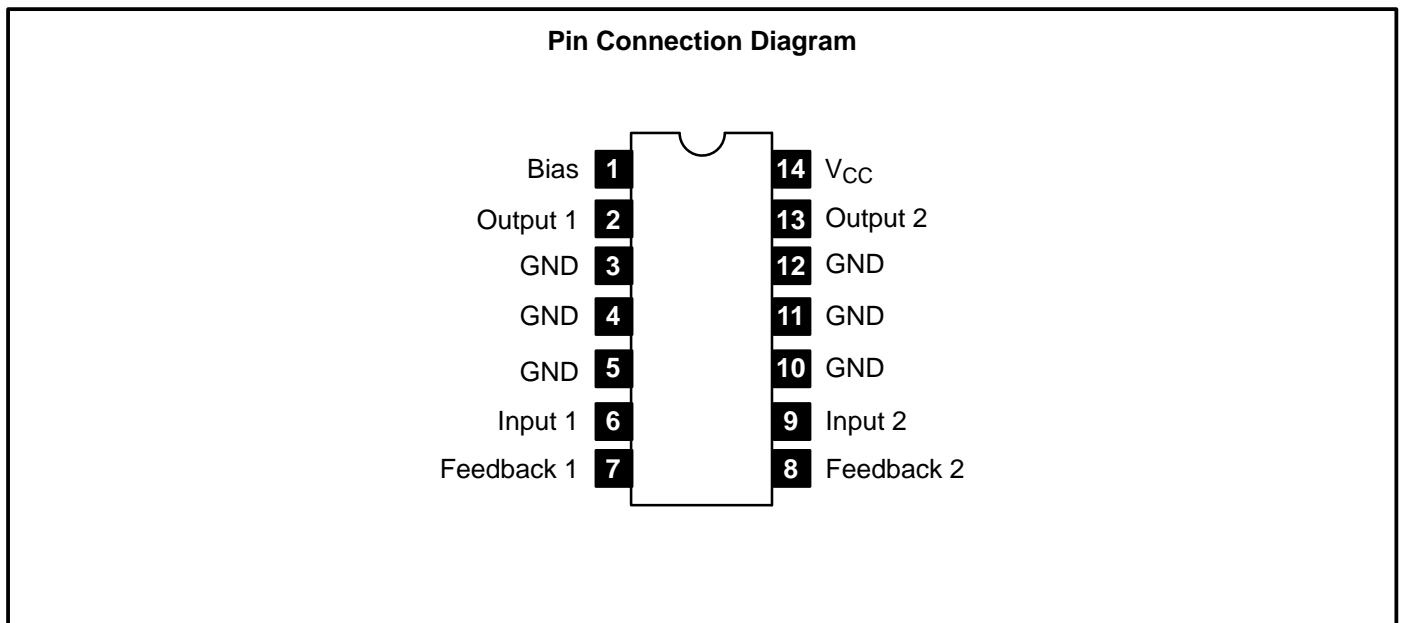 Pin Connection Diagram
Bias 1 14 VCC
Output 1 2 13 Output 2
GND 3 12 GND
GND 4 11 GND
GND 5 10 GND
Input 1 6 9 Input 2
Feedback 1 7 8 Feedback 2